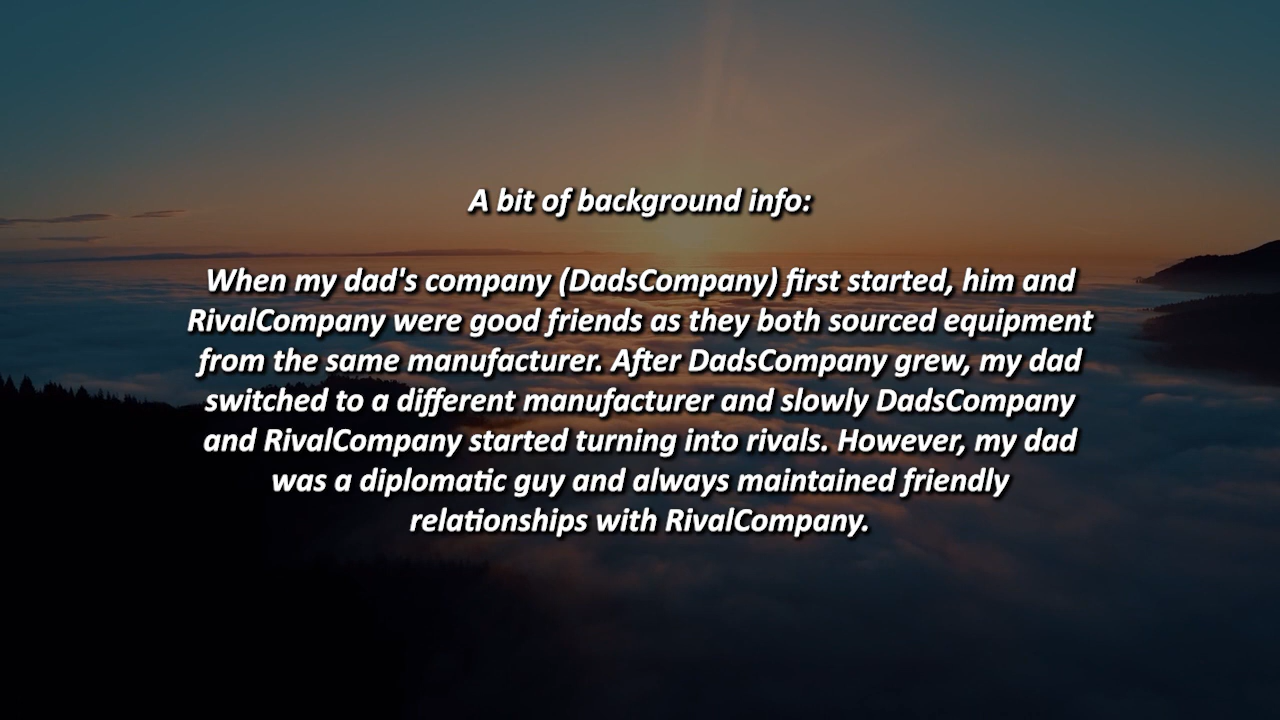 A bit of background info:
When my dad's company (DadsCompany) first started, him and
RivalCompany were good friends as they both sourced equipment
from the same manufacturer. After DadsCompany grew, my dad
switched to a different manufacturer and slowly DadsCompany
and RivalCompany started turning into rivals. However, my dad
was a diplomatic guy and always maintained friendly
relationships with RivalCompany.